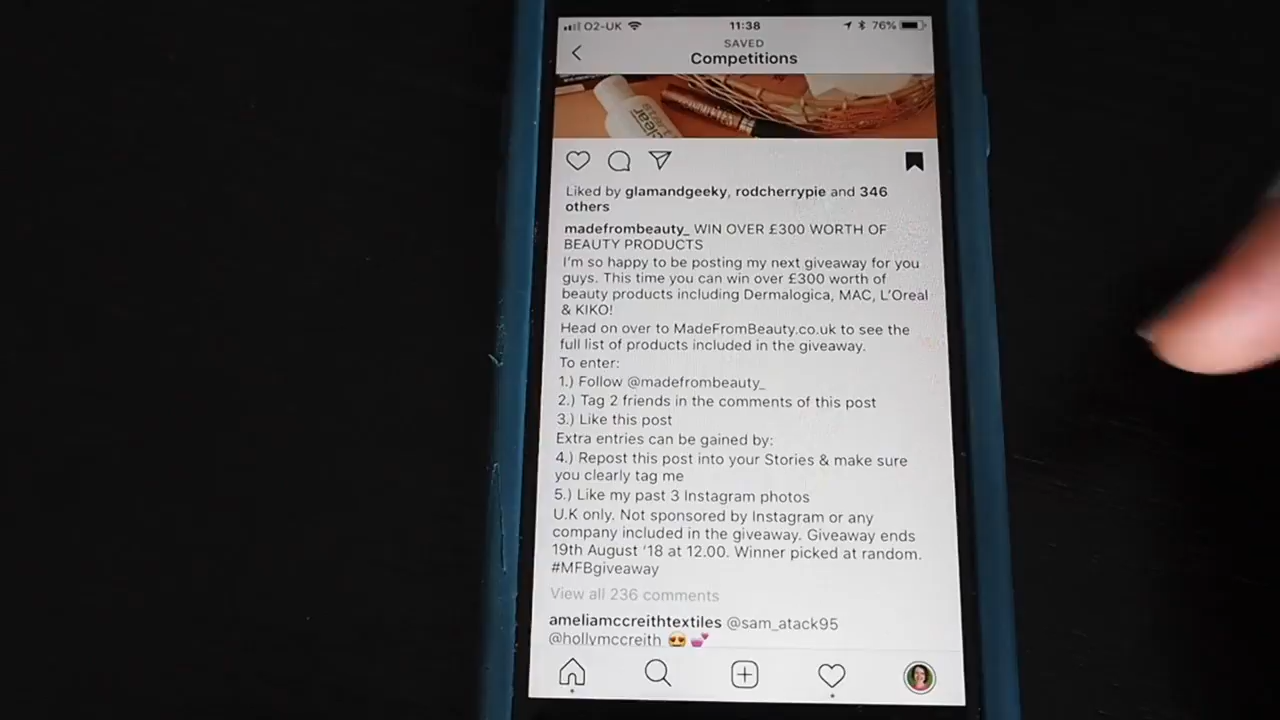 O2-UK 11:38 76%
SAVED
Competitions
clear
start
Liked by glamandgeeky, rodcherrypie and 346
others
madefrombeauty_ WIN OVER £300 WORTH OF
BEAUTY PRODUCTS
I'm so happy to be posting my next giveaway for you
guys. This time you can win over £300 worth of
beauty products including Dermalogica, MAC, L'Oreal
& KIKO!
Head on over to MadeFromBeauty.co.uk to see the
full list of products included in the giveaway.
To enter:
1.) Follow @madefrombeauty_
2.) Tag 2 friends in the comments of this post
3.) Like this post
Extra entries can be gained by:
4.) Repost this post into your Stories & make sure
you clearly tag me
5.) Like my past 3 Instagram photos
U.K only. Not sponsored by Instagram or any
company included in the giveaway. Giveaway ends
19th August '18 at 12.00. Winner picked at random.
#MFBgiveaway
View all 236 comments
ameliamccreithtextiles @sam_atack95
@hollymccreith 😍 💕